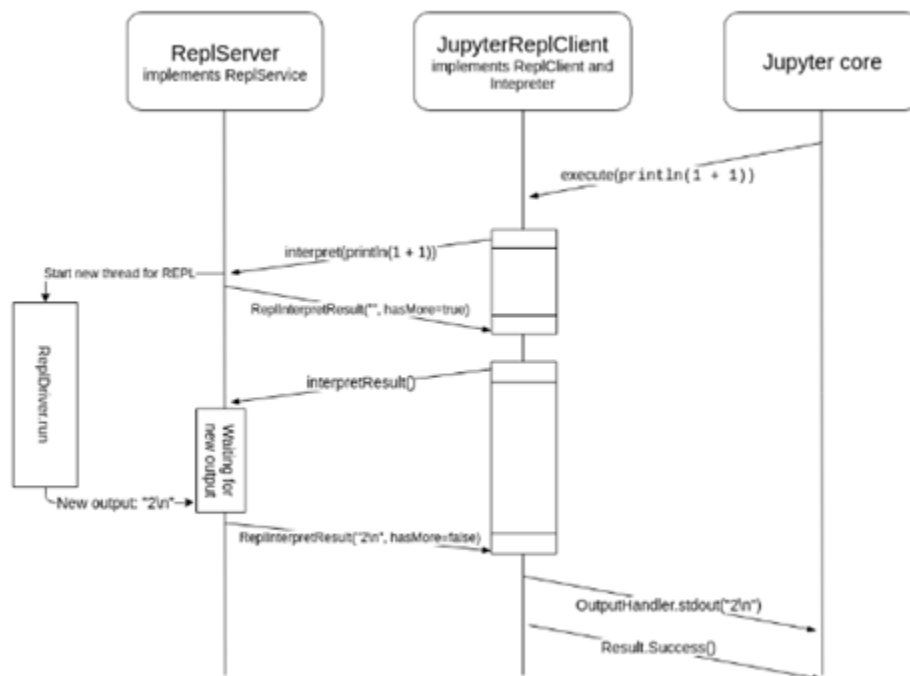 ReplServer
implements ReplService
JupyterReplClient
implements ReplClient and
Intepreter
Jupyter core
execute(println(1 + 1))
interpret(println(1 + 1))
Start new thread for REPL
ReplInterpretResult("", hasMore=true)
ReplDriver.run
interpretResult()
Waiting for
new output
New output: "2\n"
ReplInterpretResult("2\n", hasMore=false)
OutputHandler.stdout("2\n")
Result.Success()